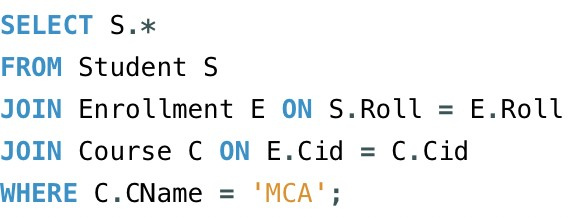 SELECT S.*
FROM Student S
JOIN Enrollment E ON S.Roll = E.Roll
JOIN Course C ON E.Cid = C.Cid
WHERE C.CName = 'MCA';